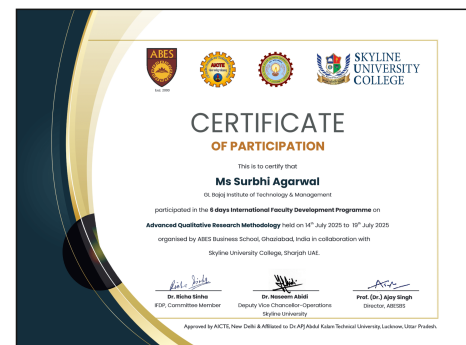 ABES
Est. 2000
AICTE
SKYLINE
UNIVERSITY
COLLEGE
CERTIFICATE
OF PARTICIPATION
This is to certify that
Ms Surbhi Agarwal
GL Bajaj Institute of Technology & Management
participated in the 6 days International Faculty Development Programme on
Advanced Qualitative Research Methodology held on 14th July 2025 to 19th July 2025
organised by ABES Business School, Ghaziabad, India in collaboration with
Skyline University College, Sharjah UAE.
Dr. Richa Sinha
IFDP, Committee Member
Dr. Naseem Abidi
Deputy Vice Chancellor-Operations
Skyline University
Prof. (Dr.) Ajay Singh
Director, ABESBS
Approved by AICTE, New Delhi & Affiliated to Dr. APJ Abdul Kalam Technical University, Lucknow, Uttar Pradesh.